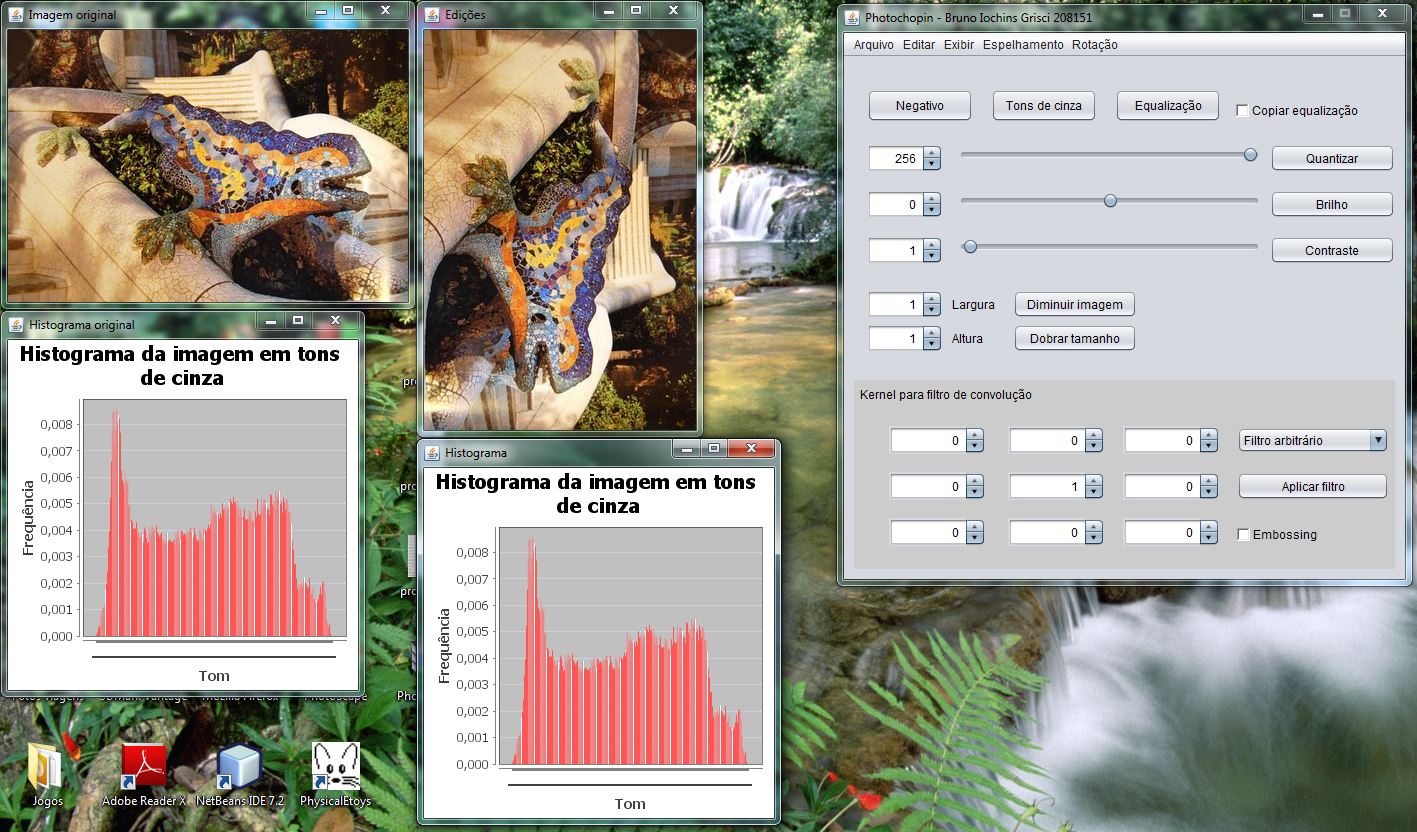 Imagem original
Edições
Photochopin - Bruno Iochins Grisci 208151
Arquivo Editar Exibir Espelhamento Rotação
Negativo
Tons de cinza
Equalização
Copiar equalização
256
Quantizar
0
Brilho
1
Contraste
1
Largura
Diminuir imagem
1
Altura
Dobrar tamanho
Kernel para filtro de convolução
0 0 0
Filtro arbitrário
0 1 0
Aplicar filtro
0 0 0
Embossing
Histograma original
Histograma da imagem em tons
de cinza
Frequência
0,008
0,007
0,006
0,005
0,004
0,003
0,002
0,001
0,000
Tom
Histograma
Histograma da imagem em tons
de cinza
Frequência
0,008
0,007
0,006
0,005
0,004
0,003
0,002
0,001
0,000
Tom
Jogos
Adobe Reader X
NetBeans IDE 7.2
PhysicalEtoys